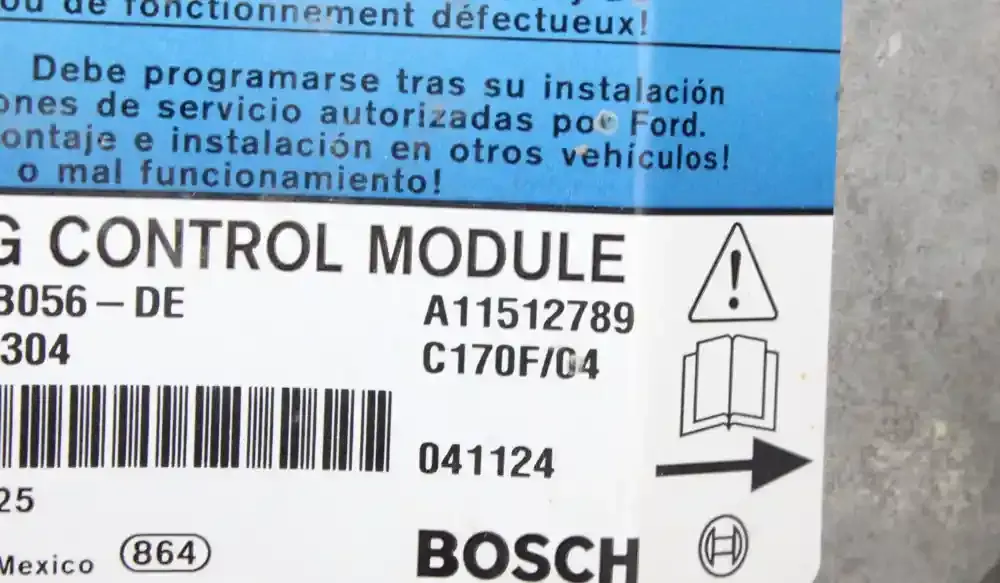 ou de fonctionnement défectueux!
Debe programarse tras su instalación
ones de servicio autorizadas por Ford.
ontaje e instalación en otros vehículos!
o mal funcionamiento!
G CONTROL MODULE
3056 – DE
A11512789
304
C170F/04
041124
25
Mexico 864
BOSCH